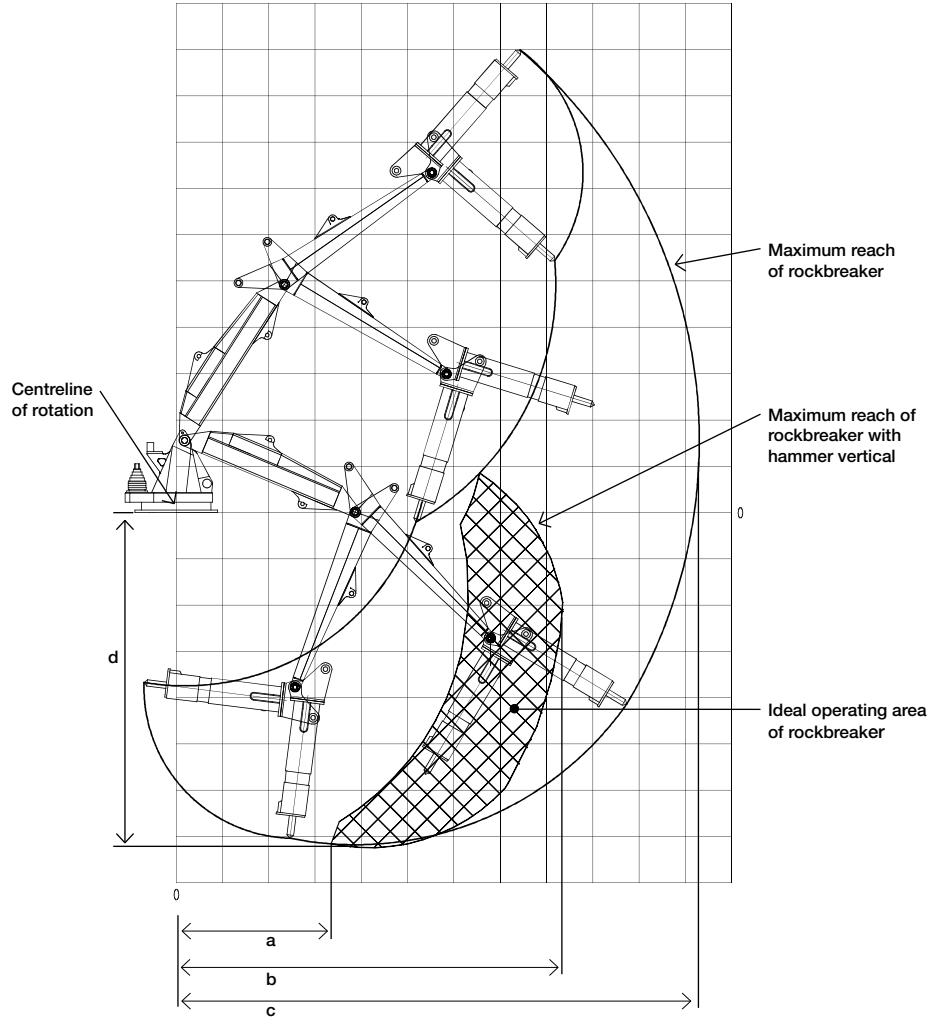 Maximum reach
of rockbreaker
Centreline
of rotation
Maximum reach of
rockbreaker with
hammer vertical
0
d
Ideal operating area
of rockbreaker
0
a
b
c